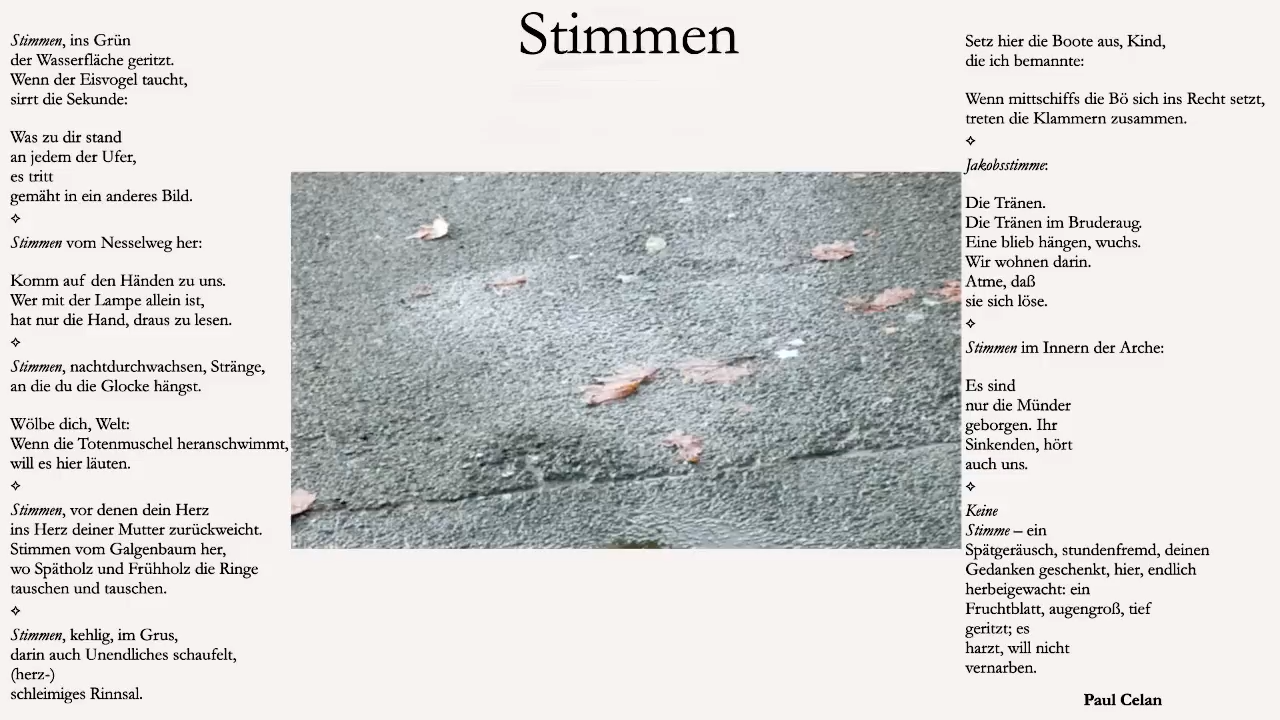 Stimmen
Stimmen, ins Grün
der Wasserfläche geritzt.
Wenn der Eisvogel taucht,
sirrt die Sekunde:
Was zu dir stand
an jedem der Ufer,
es tritt
gemäht in ein anderes Bild.
✧
Stimmen vom Nesselweg her:
Komm auf den Händen zu uns.
Wer mit der Lampe allein ist,
hat nur die Hand, draus zu lesen.
✧
Stimmen, nachtdurchwachsen, Stränge,
an die du die Glocke hängst.
Wölbe dich, Welt:
Wenn die Totenmuschel heranschwimmt,
will es hier läuten.
✧
Stimmen, vor denen dein Herz
ins Herz deiner Mutter zurückweicht.
Stimmen vom Galgenbaum her,
wo Spätholz und Frühholz die Ringe
tauschen und tauschen.
✧
Stimmen, kehlig, im Grus,
darin auch Unendliches schaufelt,
(herz-)
schleimiges Rinnsal.
Setz hier die Boote aus, Kind,
die ich bemannte:
Wenn mittschiffs die Bö sich ins Recht setzt,
treten die Klammern zusammen.
✧
Jakobsstimme:
Die Tränen.
Die Tränen im Bruderaug.
Eine blieb hängen, wuchs.
Wir wohnen darin.
Atme, daß
sie sich löse.
✧
Stimmen im Innern der Arche:
Es sind
nur die Münder
geborgen. Ihr
Sinkenden, hört
auch uns.
✧
Keine
Stimme – ein
Spätgeräusch, stundenfremd, deinen
Gedanken geschenkt, hier, endlich
herbeigewacht: ein
Fruchtblatt, augengroß, tief
geritzt; es
harzt, will nicht
vernarben.
Paul Celan